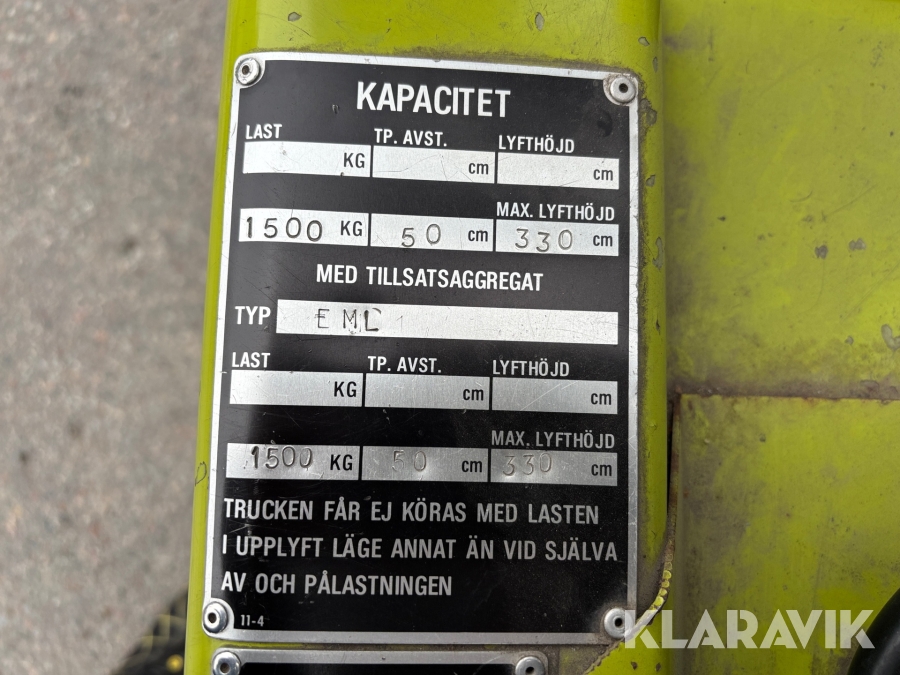 KAPACITET
LAST TP. AVST. LYFTHÖJD
KG cm cm
MAX. LYFTHÖJD
1500 KG 50 cm 330 cm
MED TILLSATSAGGREGAT
TYP EML
LAST TP. AVST. LYFTHÖJD
KG cm cm
MAX. LYFTHÖJD
1500 KG 50 cm 330 cm
TRUCKEN FÅR EJ KÖRAS MED LASTEN
I UPPLYFT LÄGE ANNAT ÄN VID SJÄLVA
AV OCH PÅLASTNINGEN
11-4
KLARAVIK